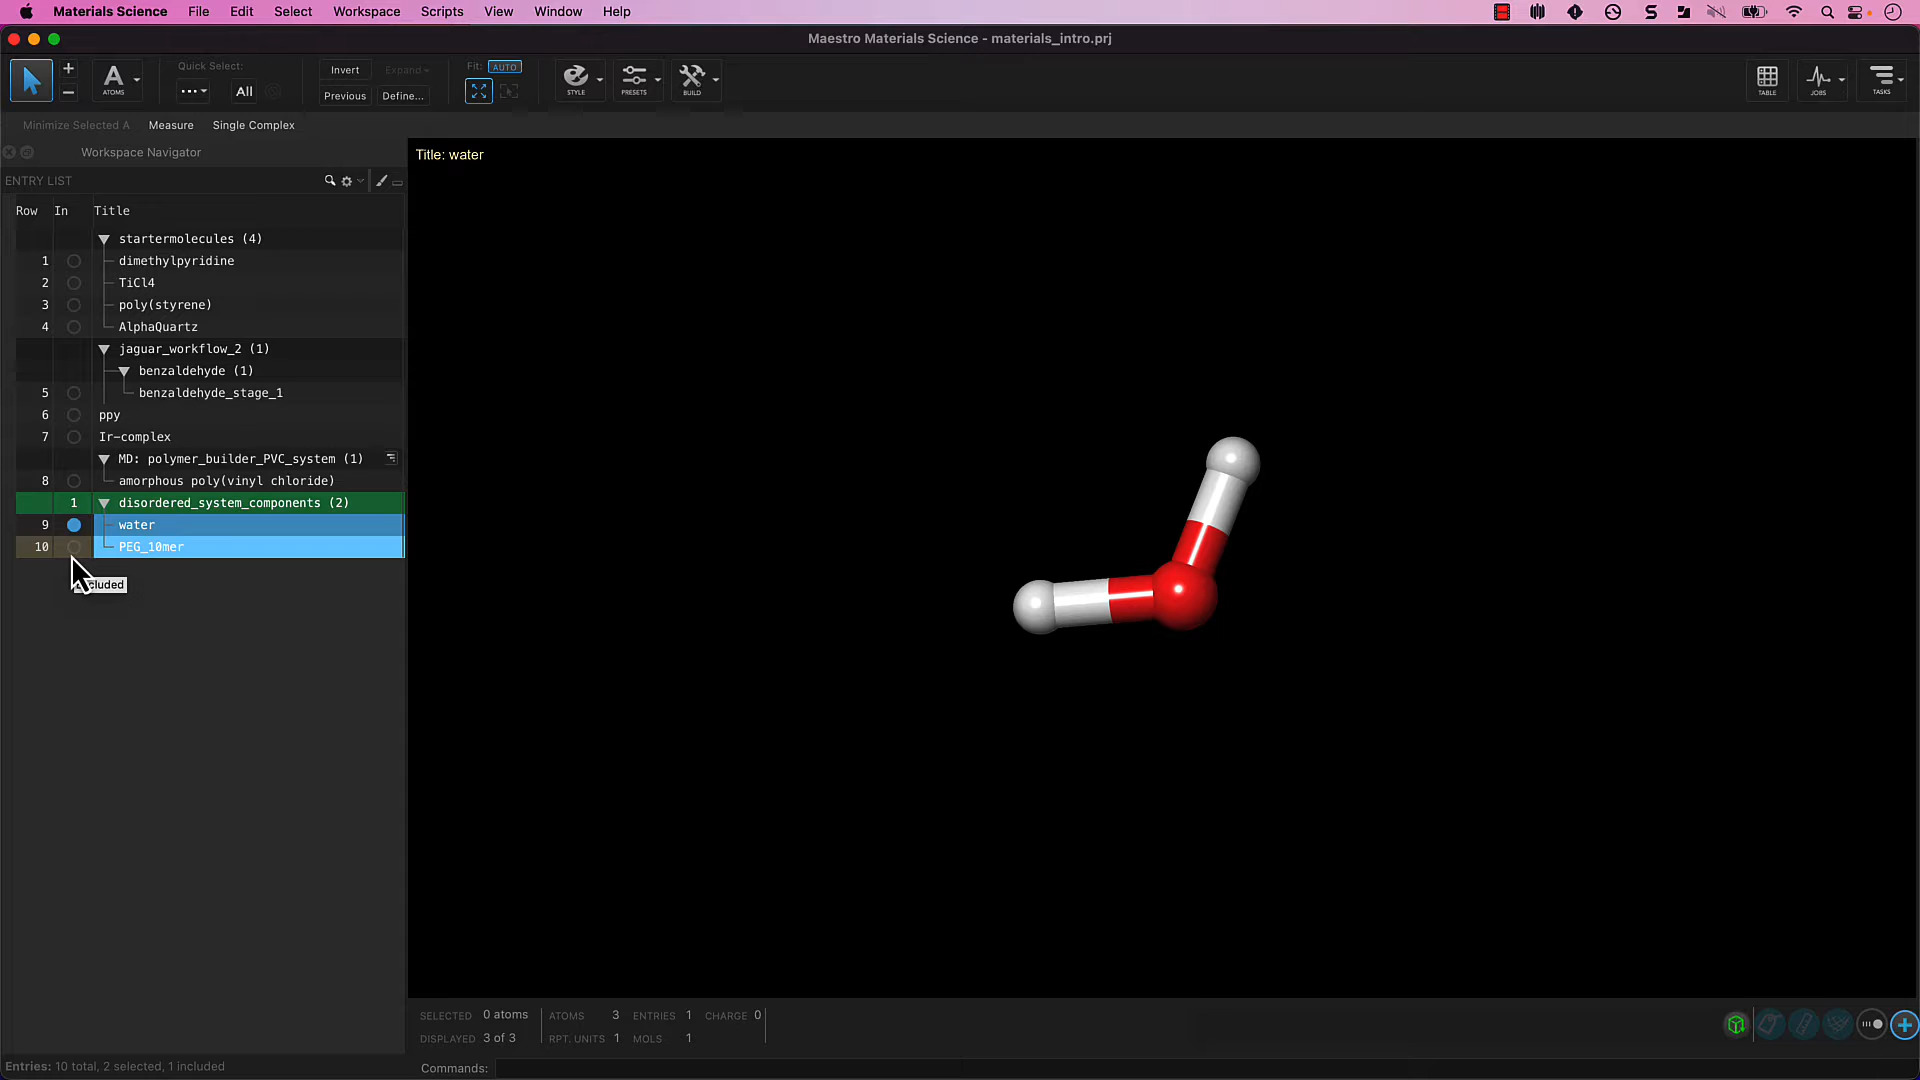 Materials Science File Edit Select Workspace Scripts View Window Help
Maestro Materials Science - materials_intro.prj
Quick Select: Invert Expand Fit: AUTO
A ATOMS All Previous Define... STYLE PRESETS BUILD TABLE JOBS TASKS
Minimize Selected A Measure Single Complex
Workspace Navigator
ENTRY LIST
Row In Title
startermolecules (4)
1 dimethylpyridine
2 TiCl4
3 poly(styrene)
4 AlphaQuartz
jaguar_workflow_2 (1)
benzaldehyde (1)
5 benzaldehyde_stage_1
6 ppy
7 Ir-complex
MD: polymer_builder_PVC_system (1)
8 amorphous poly(vinyl chloride)
1 disordered_system_components (2)
9 water
10 PEG_10mer
Title: water
SELECTED 0 atoms ATOMS 3 ENTRIES 1 CHARGE 0
DISPLAYED 3 of 3 RPT. UNITS 1 MOLS 1
Entries: 10 total, 2 selected, 1 included
Commands: